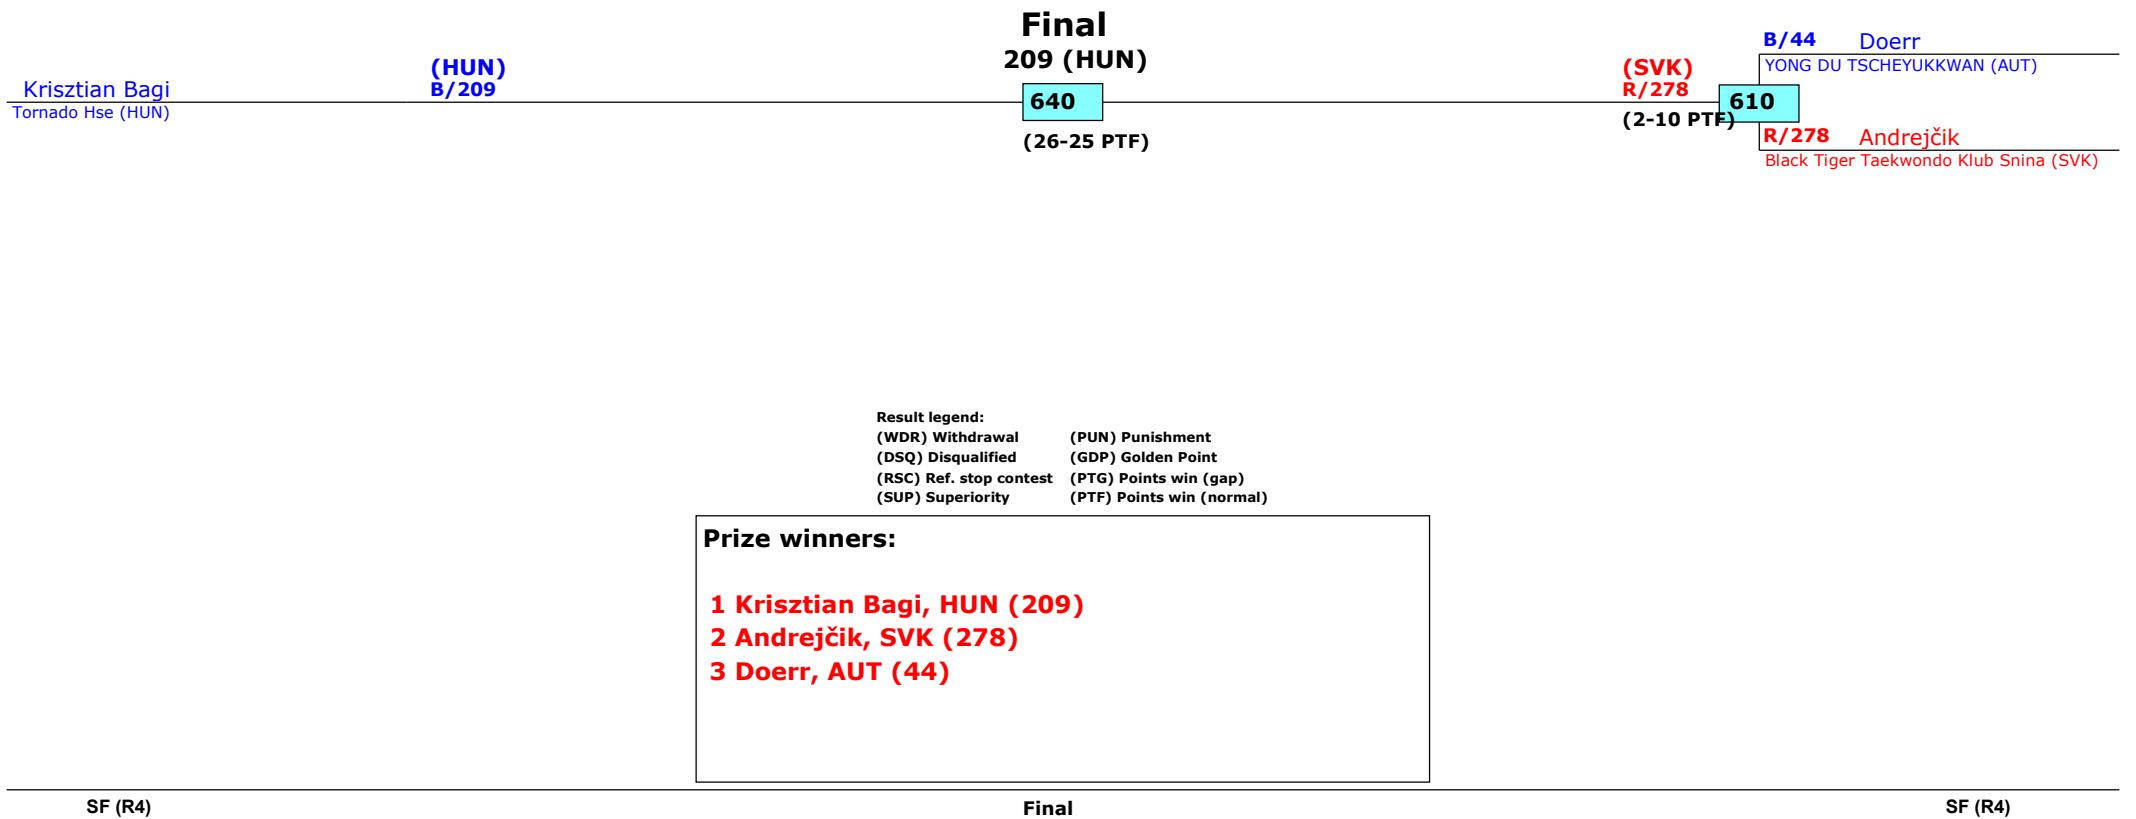 Final
209 (HUN)
640
(26-25 PTF)
Krisztian Bagi
Tornado Hse (HUN)
(HUN)
B/209
(SVK)
R/278
(2-10 PTF)
610
B/44 Doerr
YONG DU TSCHEYUKKWAN (AUT)
R/278 Andrejčik
Black Tiger Taekwondo Klub Snina (SVK)
Result legend:
(WDR) Withdrawal (PUN) Punishment
(DSQ) Disqualified (GDP) Golden Point
(RSC) Ref. stop contest (PTG) Points win (gap)
(SUP) Superiority (PTF) Points win (normal)
Prize winners:
1 Krisztian Bagi, HUN (209)
2 Andrejčik, SVK (278)
3 Doerr, AUT (44)
SF (R4) Final SF (R4)